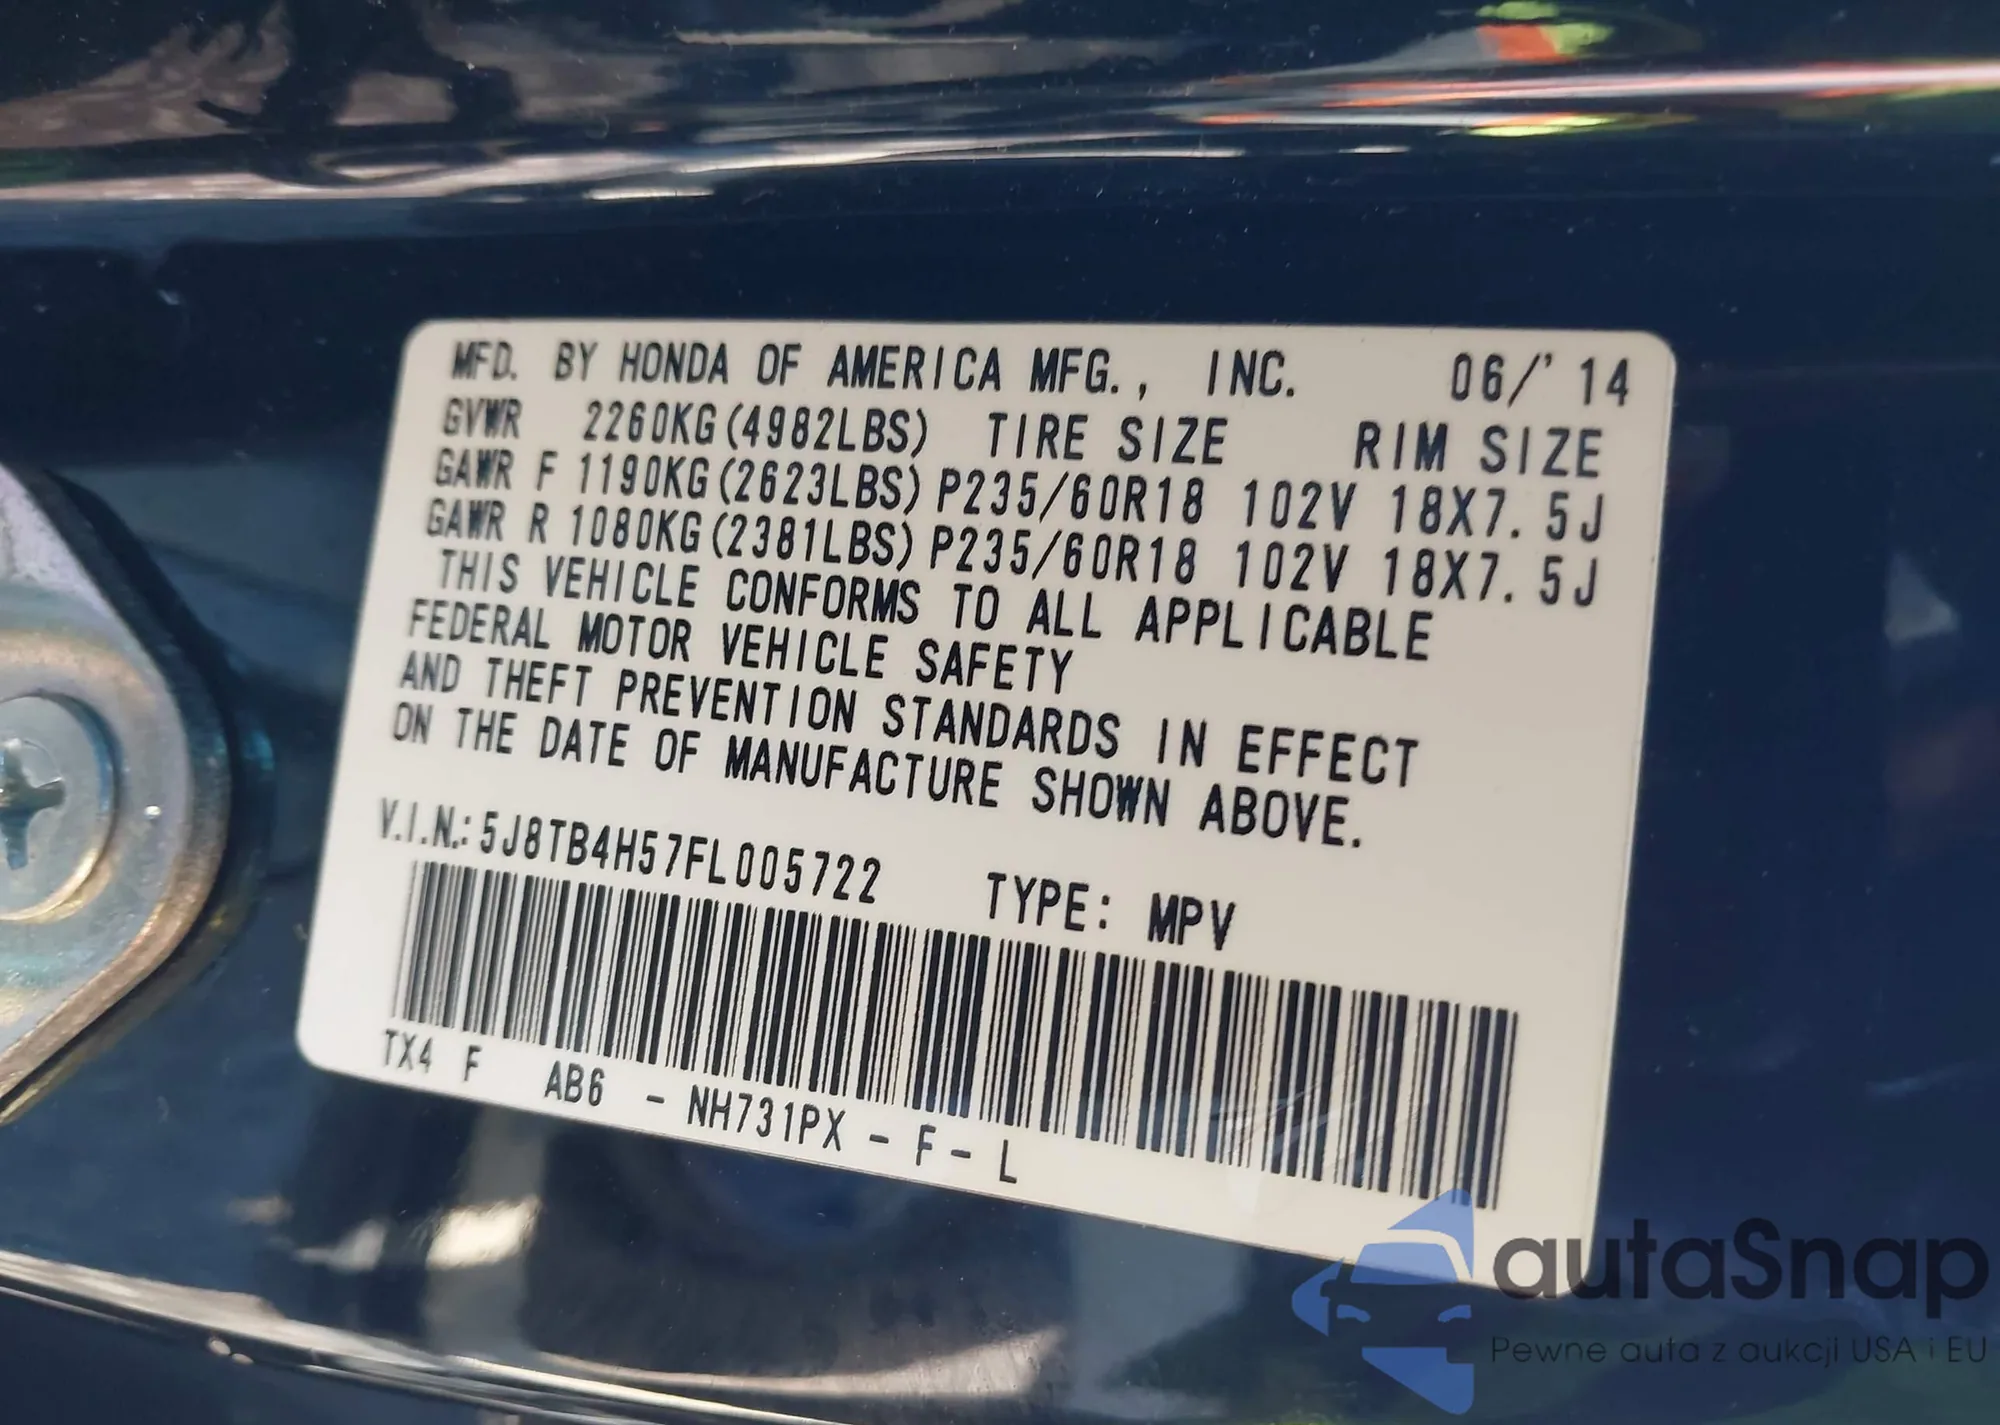 MFD. BY HONDA OF AMERICA MFG., INC. 06/'14
GVWR 2260KG(4982LBS) TIRE SIZE RIM SIZE
GAWR F 1190KG(2623LBS) P235/60R18 102V 18X7.5J
GAWR R 1080KG(2381LBS) P235/60R18 102V 18X7.5J
THIS VEHICLE CONFORMS TO ALL APPLICABLE
FEDERAL MOTOR VEHICLE SAFETY
AND THEFT PREVENTION STANDARDS IN EFFECT
ON THE DATE OF MANUFACTURE SHOWN ABOVE.
V.I.N.: 5J8TB4H57FL005722 TYPE: MPV
TX4 F AB6 - NH731PX - F - L
autaSnap
Pewne auta z aukcji USA i EU